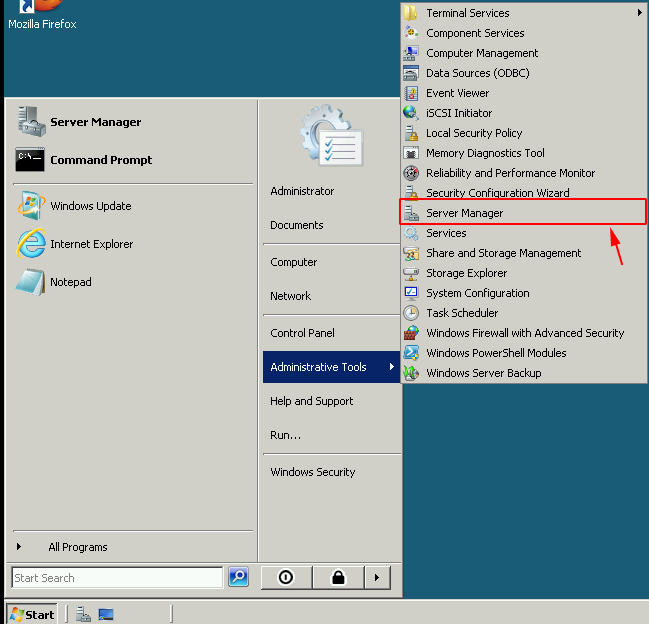 Mozilla Firefox
Server Manager
Command Prompt
Windows Update
Internet Explorer
Notepad
All Programs
Start Search
Administrator
Documents
Computer
Network
Control Panel
Administrative Tools
Help and Support
Run...
Windows Security
Terminal Services
Component Services
Computer Management
Data Sources (ODBC)
Event Viewer
iSCSI Initiator
Local Security Policy
Memory Diagnostics Tool
Reliability and Performance Monitor
Security Configuration Wizard
Server Manager
Services
Share and Storage Management
Storage Explorer
System Configuration
Task Scheduler
Windows Firewall with Advanced Security
Windows PowerShell Modules
Windows Server Backup
Start